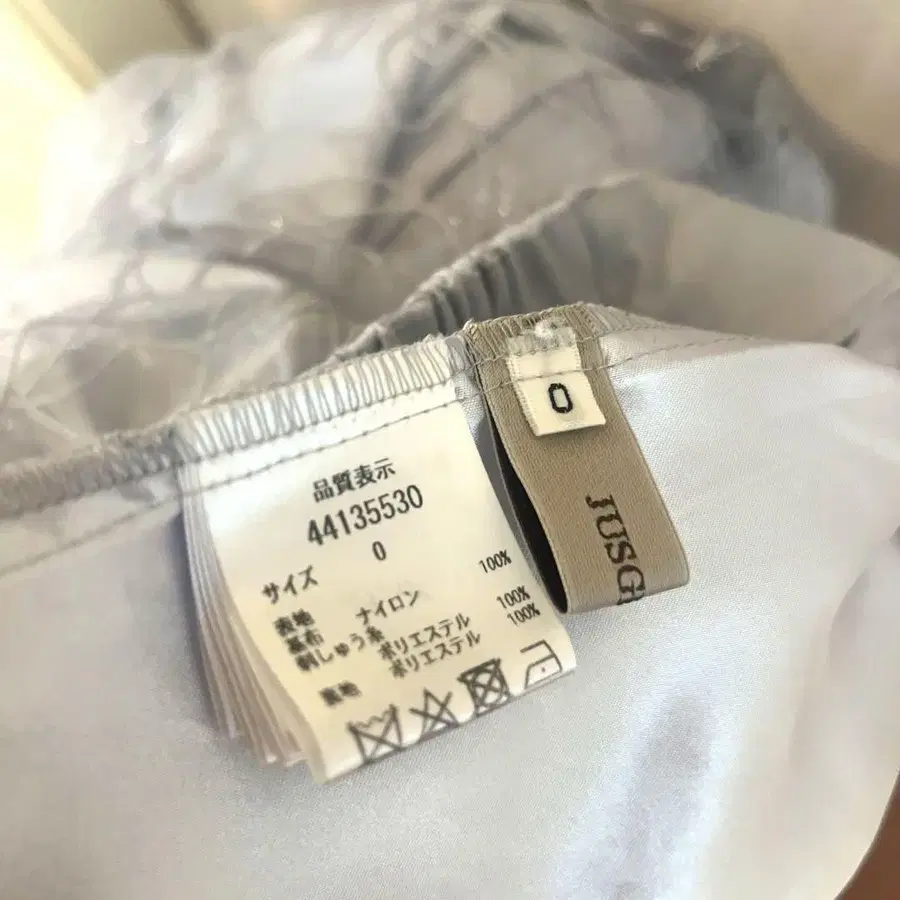 品質表示
44135530
サイズ 0
表地
基布 ナイロン 100%
刺しゅう糸 ポリエステル 100%
裏地 ポリエステル 100%
0
JUSG